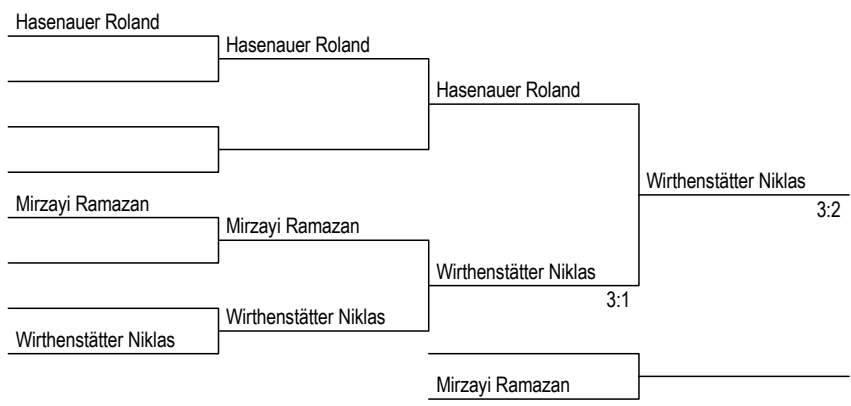 Hasenauer Roland
Hasenauer Roland
Hasenauer Roland
Wirthenstätter Niklas
3:2
Mirzayi Ramazan
Mirzayi Ramazan
Wirthenstätter Niklas
3:1
Wirthenstätter Niklas
Wirthenstätter Niklas
Mirzayi Ramazan